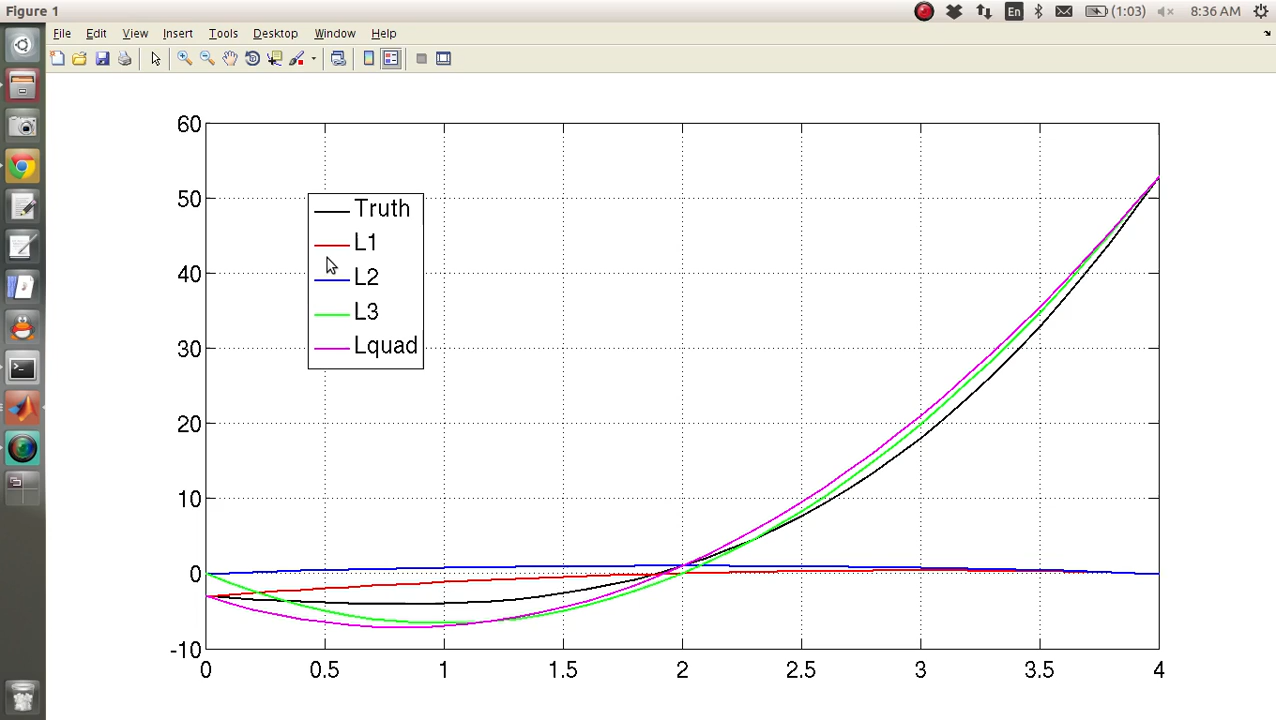 Figure 1
En
(1:03)
8:36 AM
File Edit View Insert Tools Desktop Window Help
60
50
40
30
20
10
0
-10
Truth
L1
L2
L3
Lquad
0 0.5 1 1.5 2 2.5 3 3.5 4